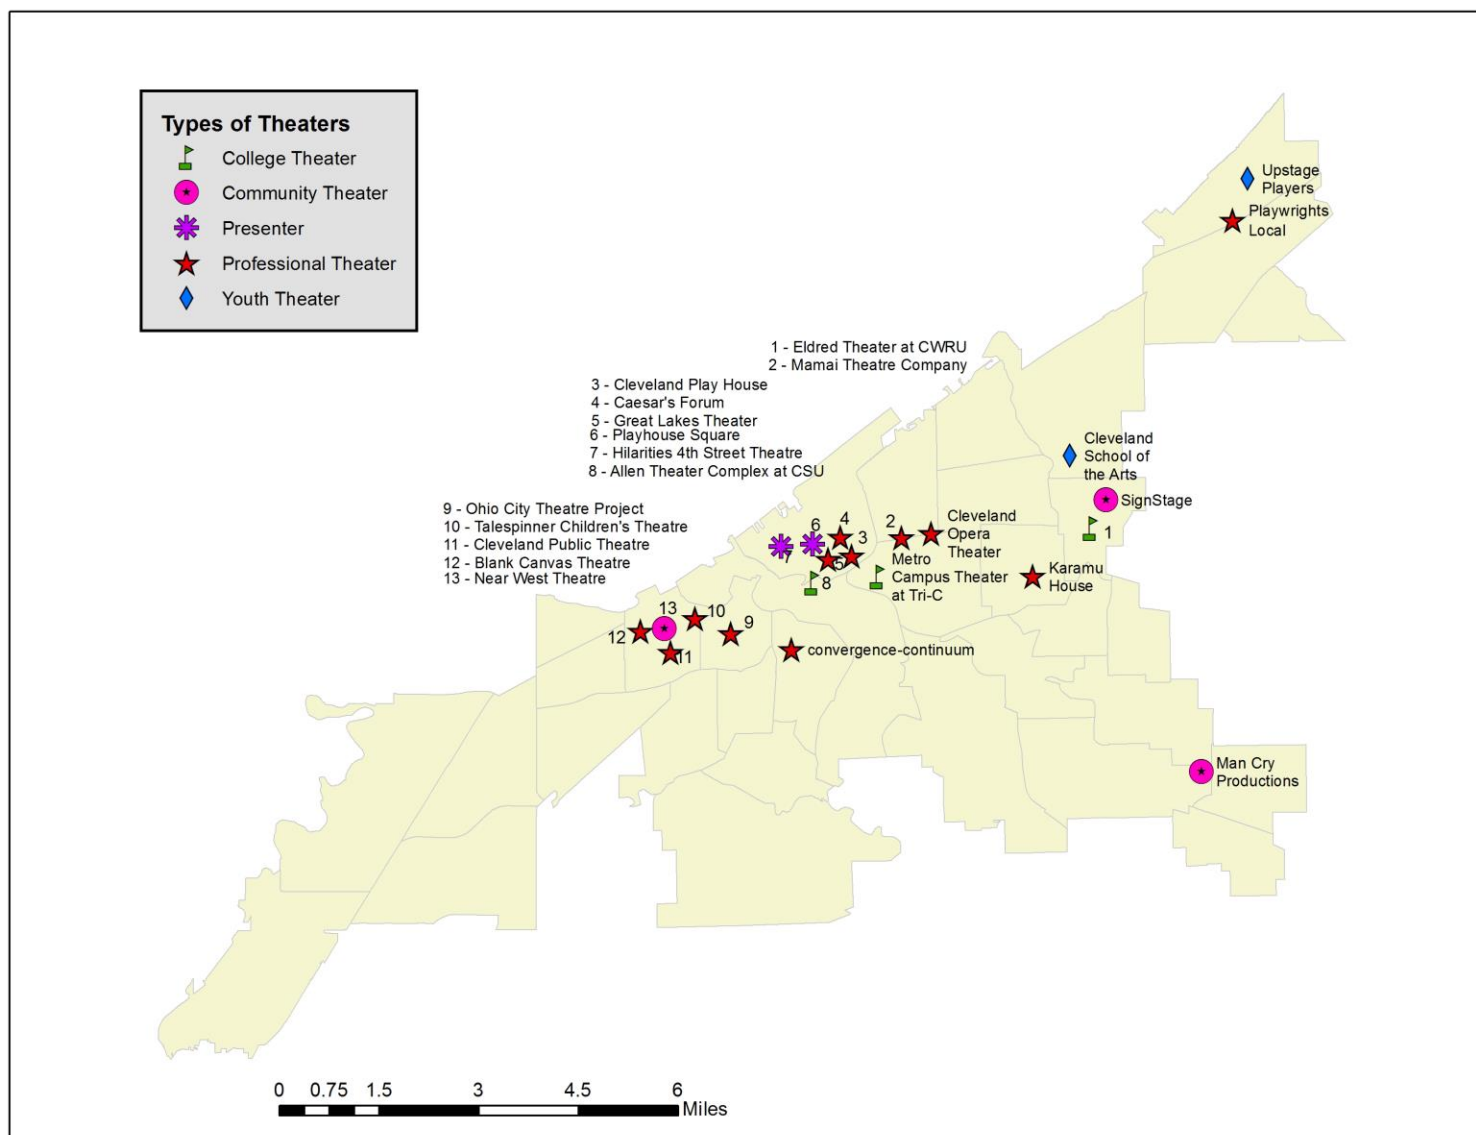 Types of Theaters
College Theater
Community Theater
Presenter
Professional Theater
Youth Theater
Upstage
Players
Playwrights
Local
1 - Eldred Theater at CWRU
2 - Mamai Theatre Company
3 - Cleveland Play House
4 - Caesar's Forum
5 - Great Lakes Theater
6 - Playhouse Square
7 - Hilarities 4th Street Theatre
8 - Allen Theater Complex at CSU
Cleveland
School of
the Arts
SignStage
1
9 - Ohio City Theatre Project
10 - Talespinner Children's Theatre
11 - Cleveland Public Theatre
12 - Blank Canvas Theatre
13 - Near West Theatre
6
4
2
3
7
5
8
Cleveland
Opera
Theater
Metro
Campus Theater
at Tri-C
Karamu
House
13
10
9
12
11
convergence-continuum
Man Cry
Productions
0 0.75 1.5 3 4.5 6
Miles